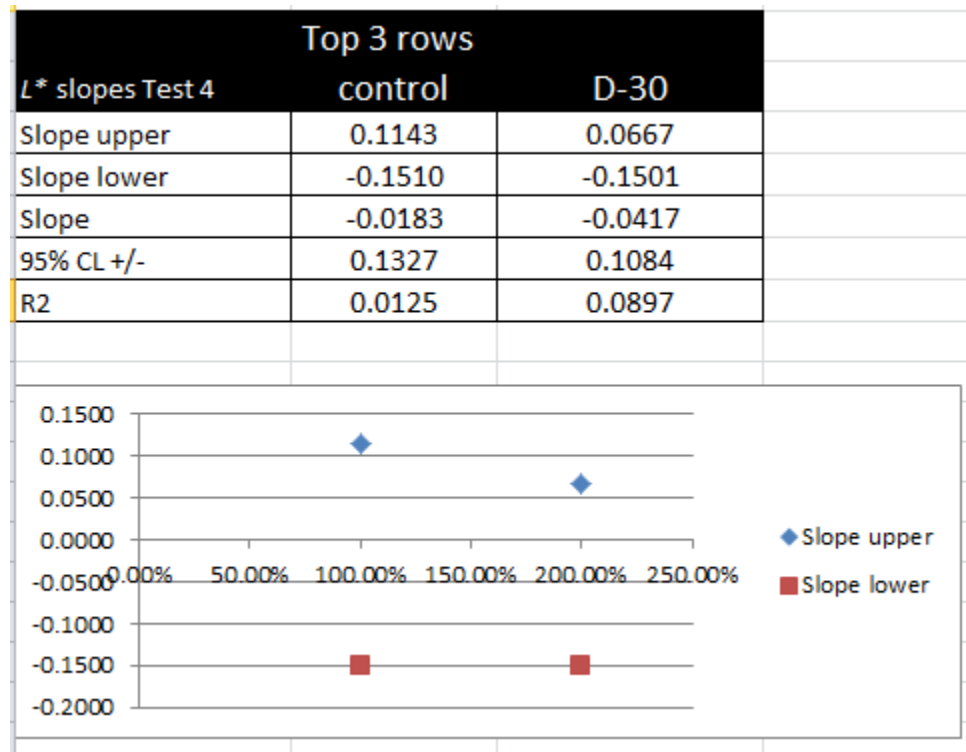 Top 3 rows
L* slopes Test 4 control D-30
Slope upper 0.1143 0.0667
Slope lower -0.1510 -0.1501
Slope -0.0183 -0.0417
95% CL +/- 0.1327 0.1084
R2 0.0125 0.0897
0.1500
0.1000
0.0500
0.0000
-0.0500
0.00% 50.00% 100.00% 150.00% 200.00% 250.00%
-0.1000
-0.1500
-0.2000
Slope upper
Slope lower